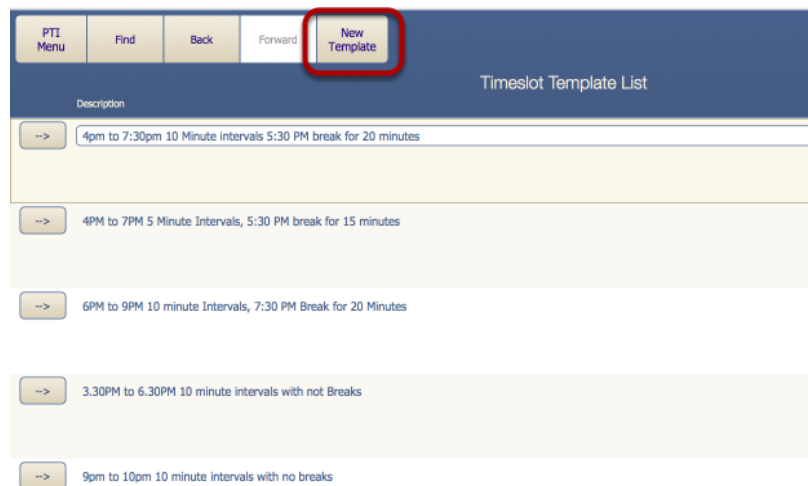 PTI Menu
Find
Back
Forward
New Template
Timeslot Template List
Description
--> 4pm to 7:30pm 10 Minute intervals 5:30 PM break for 20 minutes
--> 4PM to 7PM 5 Minute Intervals, 5:30 PM break for 15 minutes
--> 6PM to 9PM 10 minute Intervals, 7:30 PM Break for 20 Minutes
--> 3.30PM to 6.30PM 10 minute intervals with not Breaks
--> 9pm to 10pm 10 minute intervals with no breaks